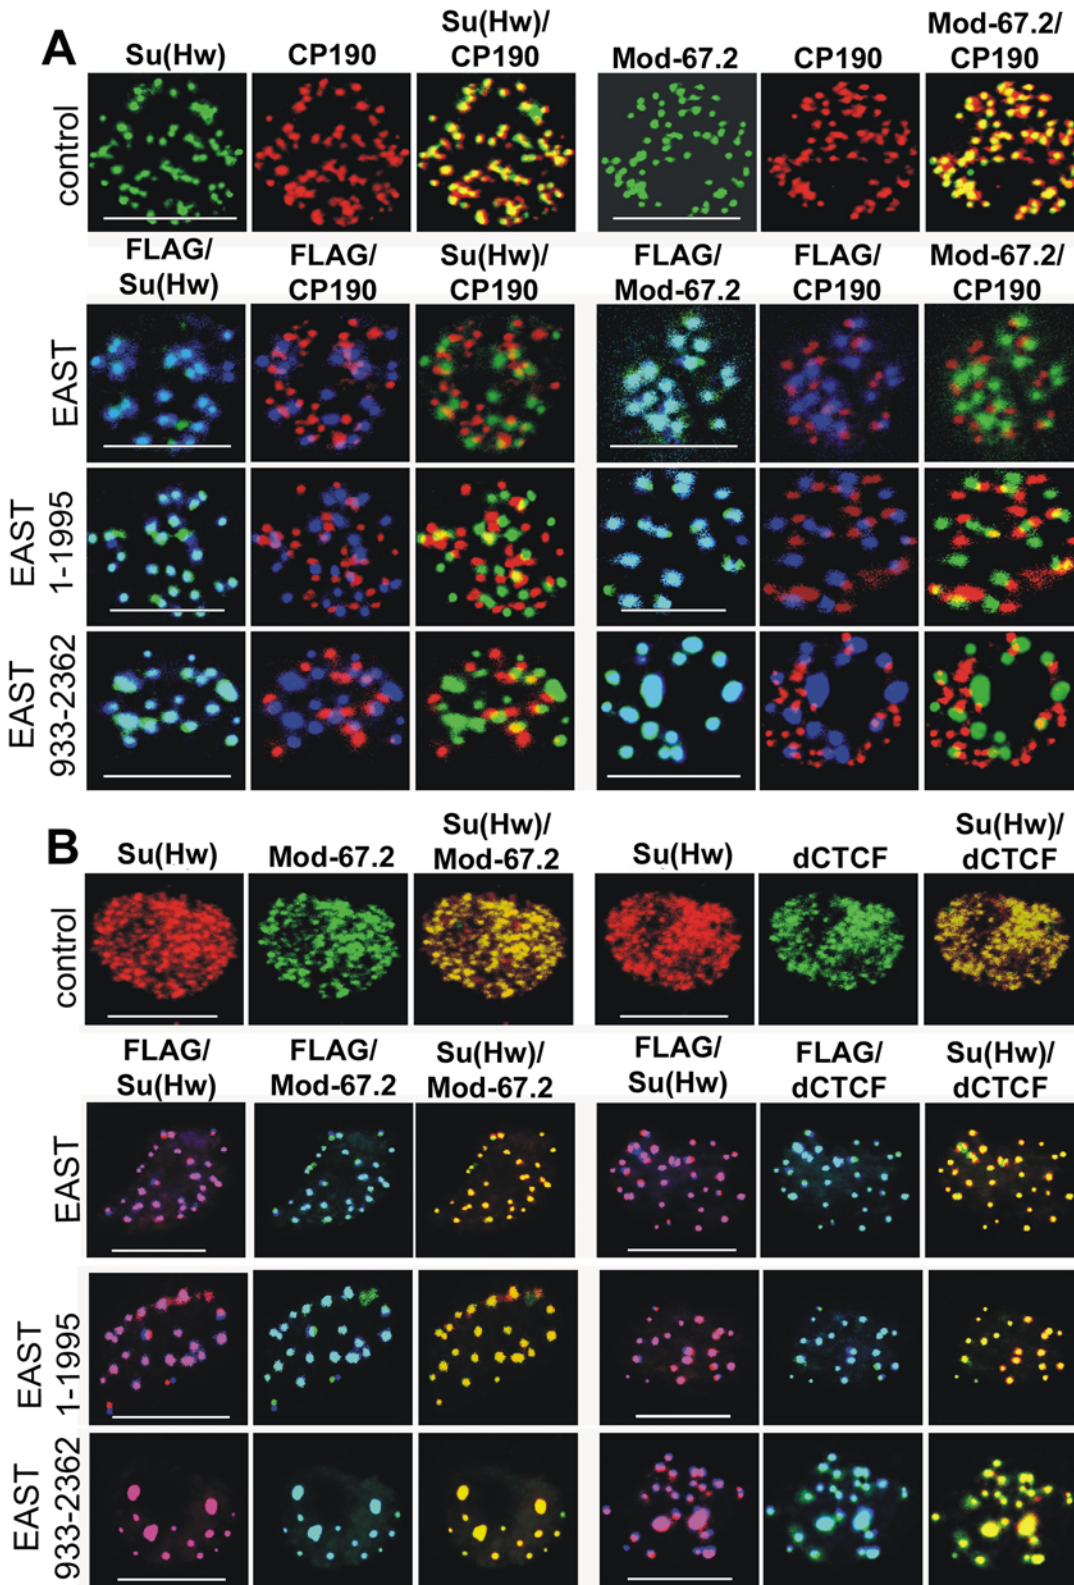 A
Su(Hw)
CP190
Su(Hw)/
CP190
Mod-67.2
CP190
Mod-67.2/
CP190
control
FLAG/
Su(Hw)
FLAG/
CP190
Su(Hw)/
CP190
FLAG/
Mod-67.2
FLAG/
CP190
Mod-67.2/
CP190
EAST
EAST
1-1995
EAST
933-2362
B
Su(Hw)
Mod-67.2
Su(Hw)/
Mod-67.2
Su(Hw)
dCTCF
Su(Hw)/
dCTCF
control
FLAG/
Su(Hw)
FLAG/
Mod-67.2
Su(Hw)/
Mod-67.2
FLAG/
Su(Hw)
FLAG/
dCTCF
Su(Hw)/
dCTCF
EAST
EAST
1-1995
EAST
933-2362